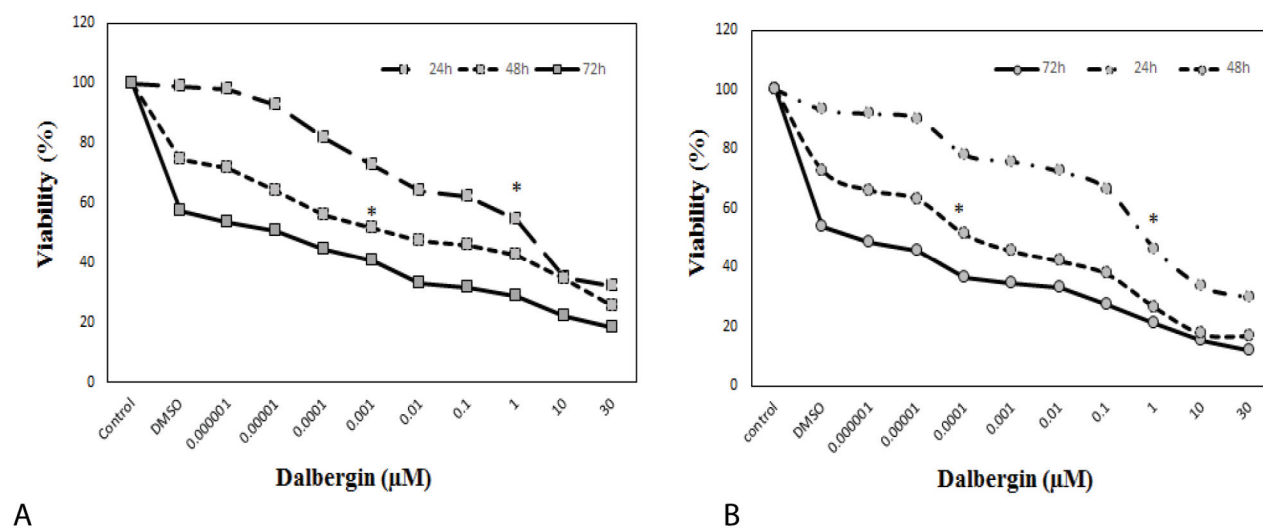 120
100
80
60
40
20
0
Viability (%)
24h 48h 72h
*
*
Control DMSO 0.000001 0.00001 0.0001 0.001 0.01 0.1 1 10 30
Dalbergin (μM)
A
120
100
80
60
40
20
0
Viability (%)
72h 24h 48h
*
*
control DMSO 0.000001 0.00001 0.0001 0.001 0.01 0.1 1 10 30
Dalbergin (μM)
B